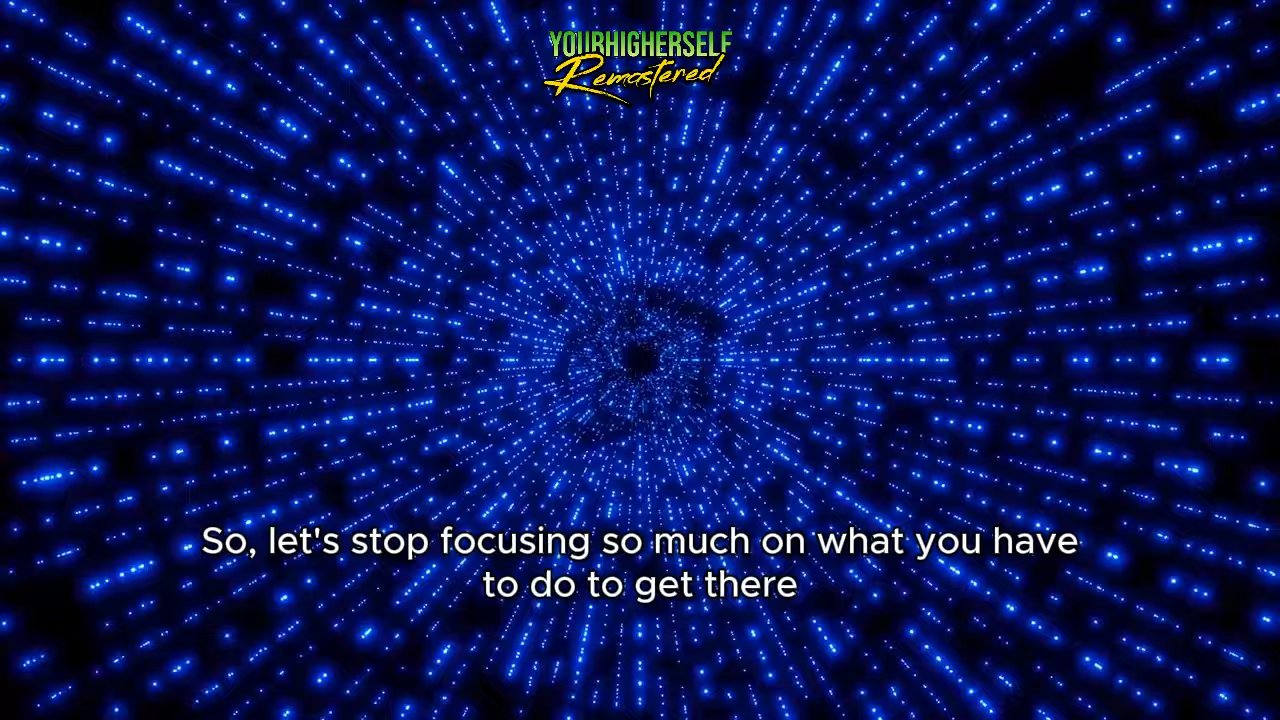 YOURHIGHERSELF
Remastered
So, let's stop focusing so much on what you have
to do to get there